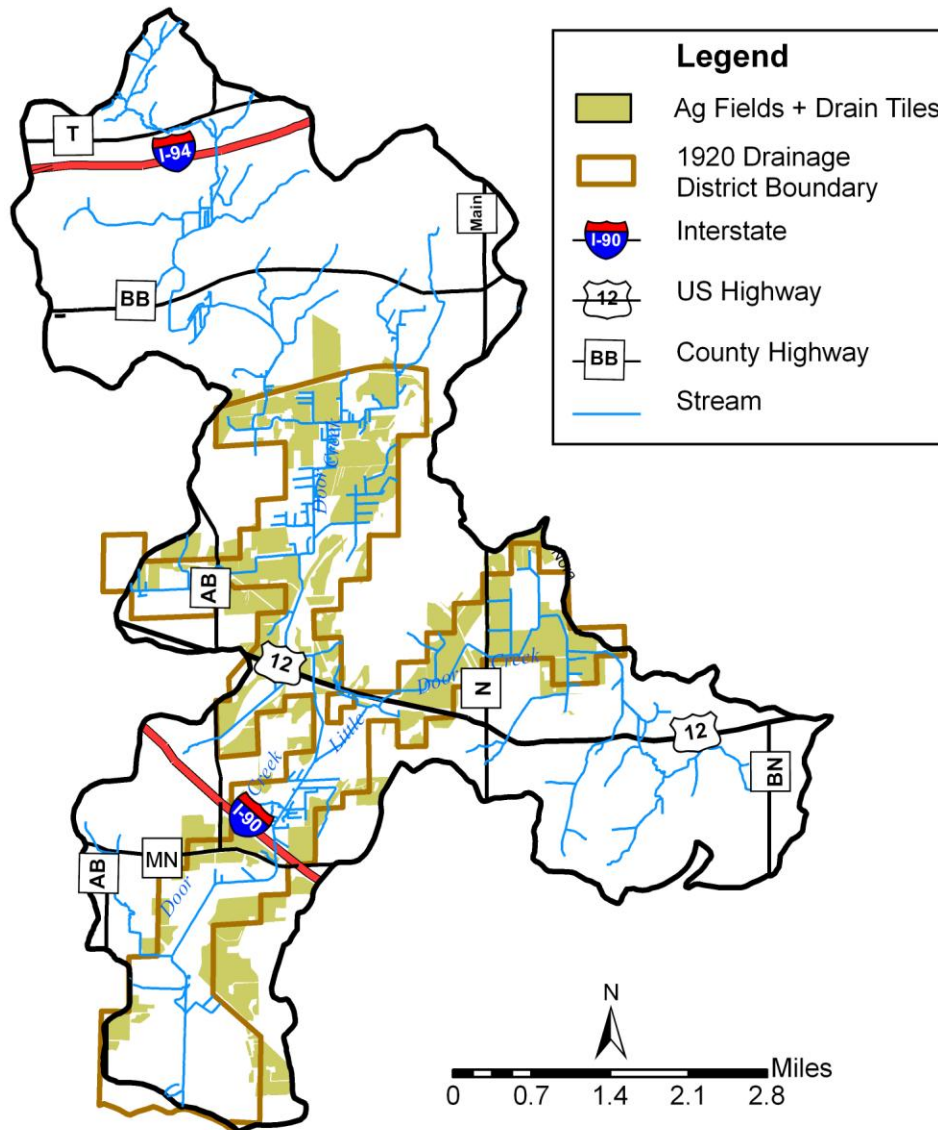 Legend
Ag Fields + Drain Tiles
1920 Drainage
District Boundary
I-90
Interstate
12
US Highway
BB
County Highway
Stream
T
I-94
Main
BB
Door
Creek
AB
12
N
Door
Creek
Little
12
BN
Creek
I-90
MN
AB
Door
N
Miles
0 0.7 1.4 2.1 2.8